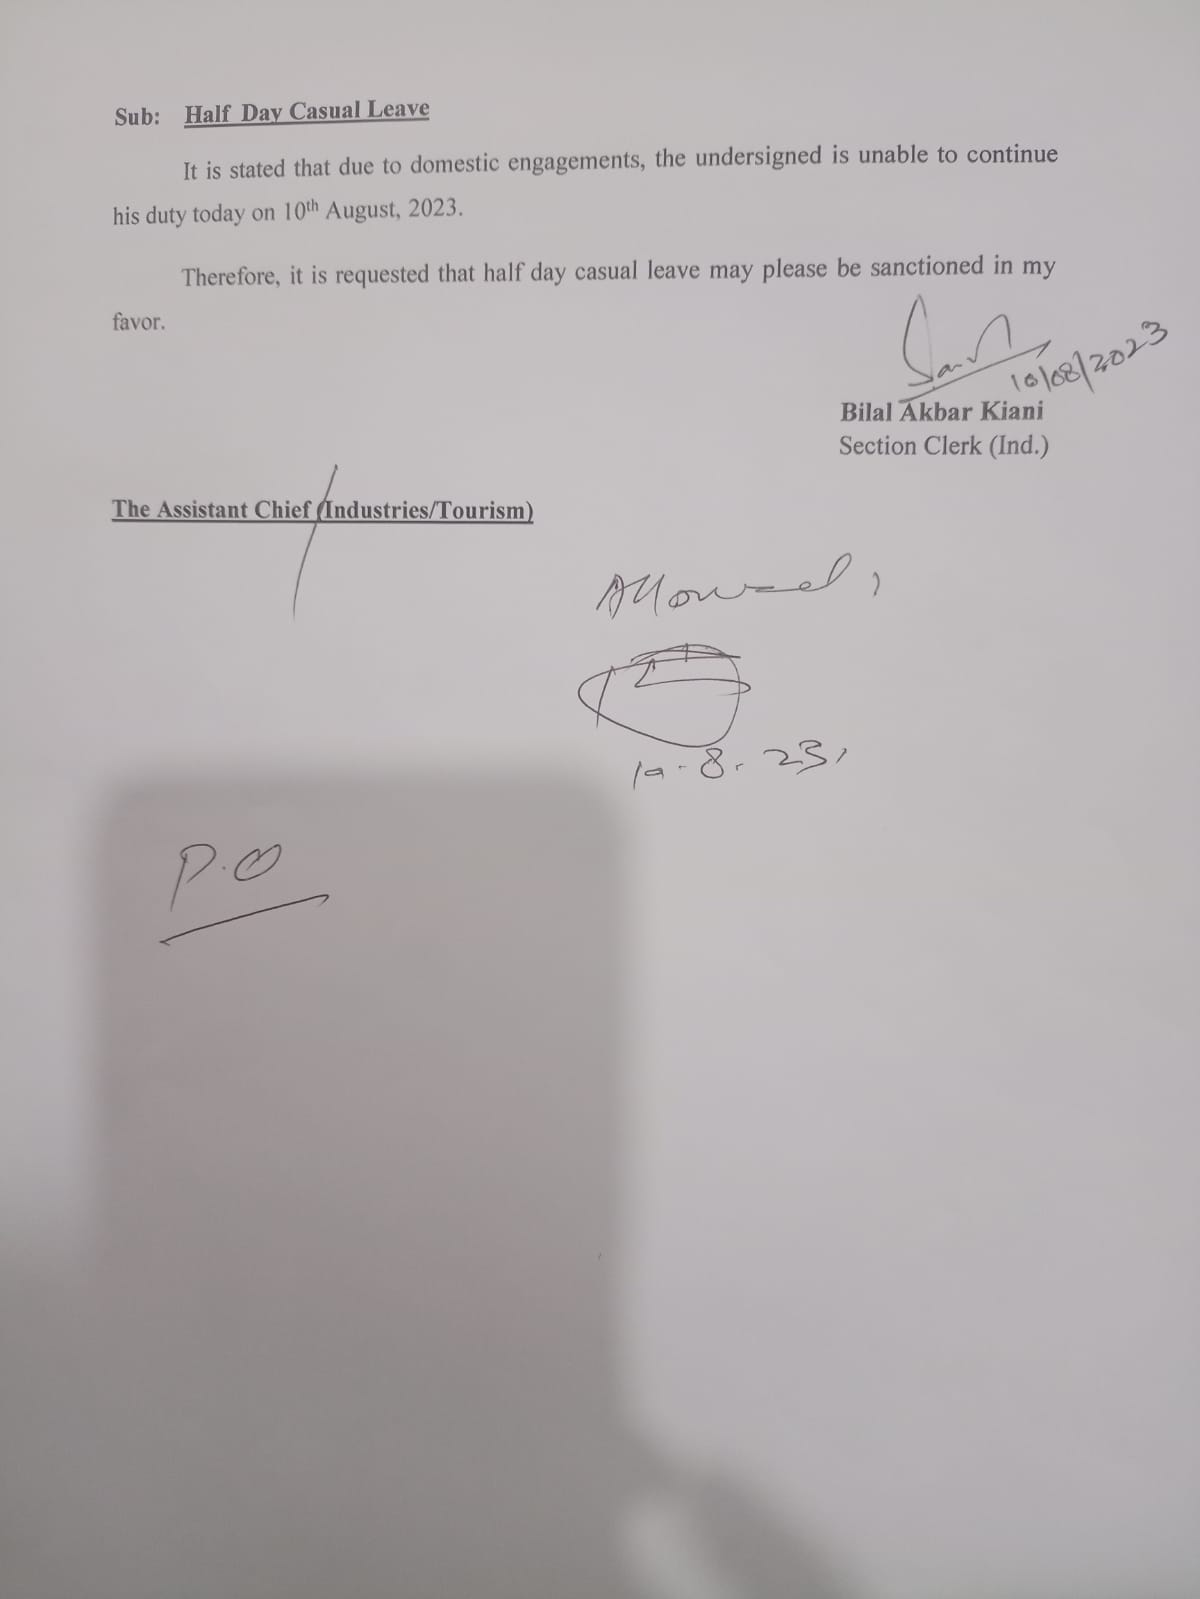 Sub: Half Day Casual Leave
It is stated that due to domestic engagements, the undersigned is unable to continue
his duty today on 10th August, 2023.
Therefore, it is requested that half day casual leave may please be sanctioned in my
favor.
10/08/2023
Bilal Akbar Kiani
Section Clerk (Ind.)
The Assistant Chief (Industries/Tourism)
Allowed,
10-8. 23,
P.O